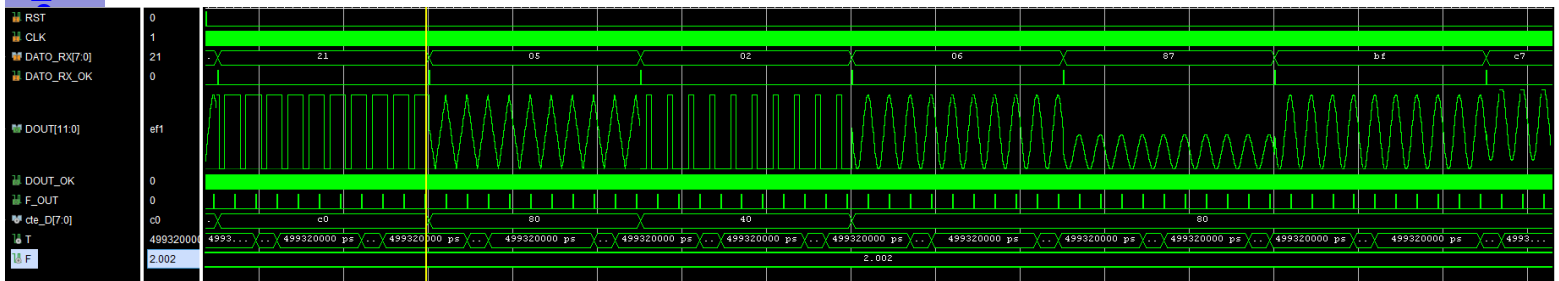 RST 0
CLK 1
DATO_RX[7:0] 21 . 21 05 02 06 87 bf c7
DATO_RX_OK 0
DOUT[11:0] ef1
DOUT_OK 0
F_OUT 0
cte_D[7:0] c0 . c0 80 40 80
T 499320000 4993... .. 499320000 ps .. 499320000 ps .. 499320000 ps .. 499320000 ps .. 499320000 ps .. 499320000 ps .. 499320000 ps .. 499320000 ps .. 499320000 ps .. 499320000 ps .. 4993...
F 2.002 2.002